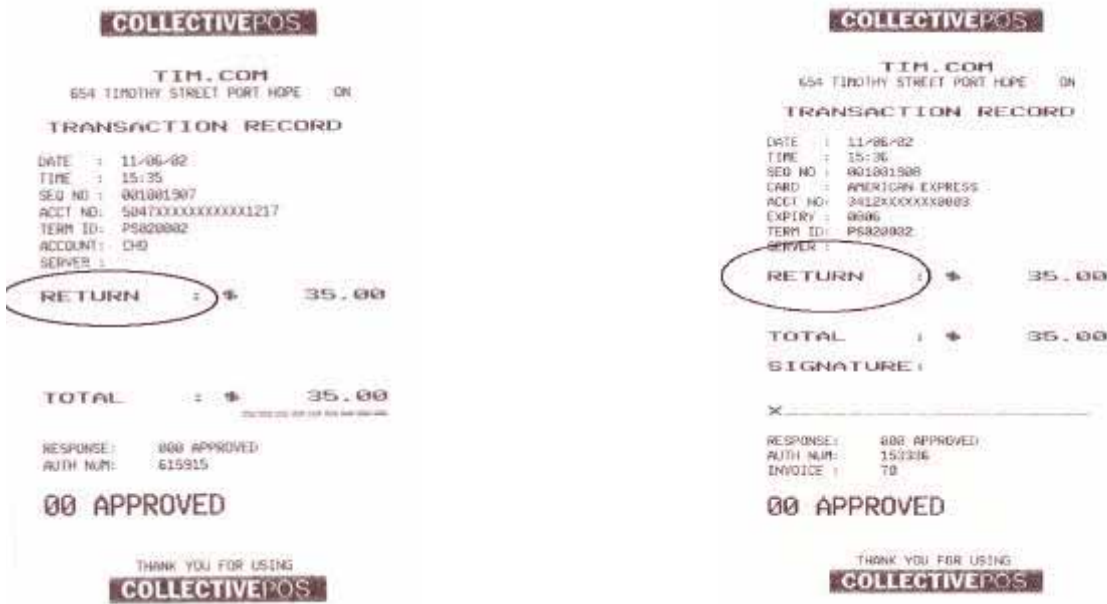 COLLECTIVEPOS
TIM.COM
654 TIMOTHY STREET PORT HOPE ON
TRANSACTION RECORD
DATE : 11/06/02
TIME : 15:35
SEQ NO : 001001907
ACCT NO: 5047XXXXXXXXXXX1217
TERM ID: PS020002
ACCOUNT: CHQ
SERVER :
RETURN : $ 35.00
TOTAL : $ 35.00
RESPONSE: 000 APPROVED
AUTH NUM: 615915
00 APPROVED
THANK YOU FOR USING
COLLECTIVEPOS
COLLECTIVEPOS
TIM.COM
654 TIMOTHY STREET PORT HOPE ON
TRANSACTION RECORD
DATE : 11/06/02
TIME : 15:36
SEQ NO : 001001908
CARD : AMERICAN EXPRESS
ACCT NO: 3412XXXXXXX0003
EXPIRY : 0806
TERM ID: PS020002
SERVER :
RETURN : $ 35.00
TOTAL : $ 35.00
SIGNATURE:
X
RESPONSE: 000 APPROVED
AUTH NUM: 153336
INVOICE : 70
00 APPROVED
THANK YOU FOR USING
COLLECTIVEPOS